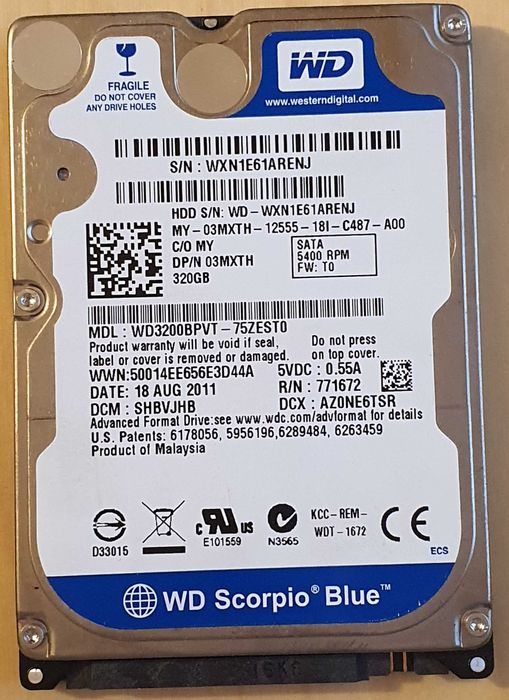 FRAGILE
DO NOT COVER
ANY DRIVE HOLES
WD
www.westerndigital.com
S/N : WXN1E61ARENJ
HDD S/N: WD-WXN1E61ARENJ
MY-03MXTH-12555-18I-C487-A00
C/O MY
DP/N 03MXTH
320GB
SATA
5400 RPM
FW: T0
MDL: WD3200BPVT-75ZEST0
Product warranty will be void if seal,
label or cover is removed or damaged.
Do not press
on top cover.
WWN:50014EE656E3D44A
5VDC : 0.55A
DATE: 18 AUG 2011
R/N : 771672
DCM : SHBVJHB
DCX : AZ0NE6TSR
Advanced Format Drive:see www.wdc.com/advformat for details
U.S. Patents: 6178056, 5956196,6289484, 6263459
Product of Malaysia
D33015
c RU US
E101559
N3565
KCC-REM-
WDT-1672
CE
ECS
WD Scorpio® Blue™